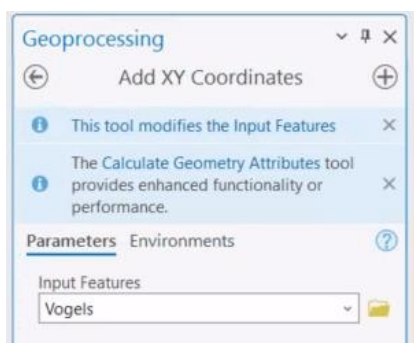 Geoprocessing
Add XY Coordinates
This tool modifies the Input Features
The Calculate Geometry Attributes tool
provides enhanced functionality or
performance.
Parameters Environments
Input Features
Vogels